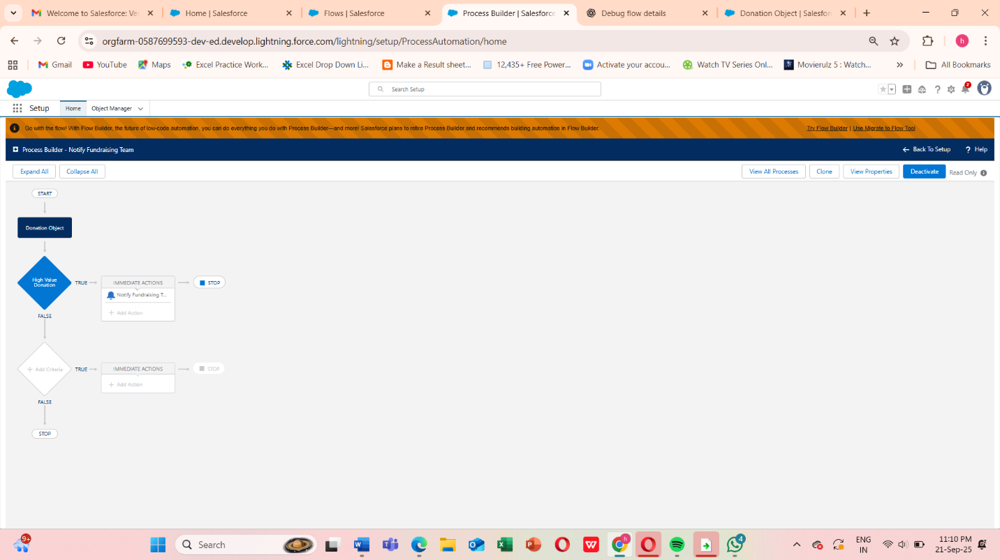 Welcome to Salesforce: Ve
Home | Salesforce
Flows | Salesforce
Process Builder | Salesforce
Debug flow details
Donation Object | Salesfor
orgfarm-0587699593-dev-ed.develop.lightning.force.com/lightning/setup/ProcessAutomation/home
h
Gmail
YouTube
Maps
Excel Practice Work...
Excel Drop Down Li...
Make a Result sheet...
12,435+ Free Power...
Activate your accou...
Watch TV Series Onl...
Movierulz 5 : Watch...
»
All Bookmarks
Search Setup
2
Setup
Home
Object Manager
Go with the flow! With Flow Builder, the future of low-code automation, you can do everything you do with Process Builder—and more! Salesforce plans to retire Process Builder and recommends building automation in Flow Builder.
Try Flow Builder | Use Migrate to Flow Tool
Process Builder - Notify Fundraising Team
Back To Setup
? Help
Expand All
Collapse All
View All Processes
Clone
View Properties
Deactivate
Read Only
START
Donation Object
High Value
Donation
TRUE
IMMEDIATE ACTIONS
STOP
Notify Fundraising T...
+ Add Action
FALSE
+ Add Criteria
TRUE
IMMEDIATE ACTIONS
STOP
+ Add Action
FALSE
STOP
9+
Search
h
4
ENG
IN
11:10 PM
21-Sep-25